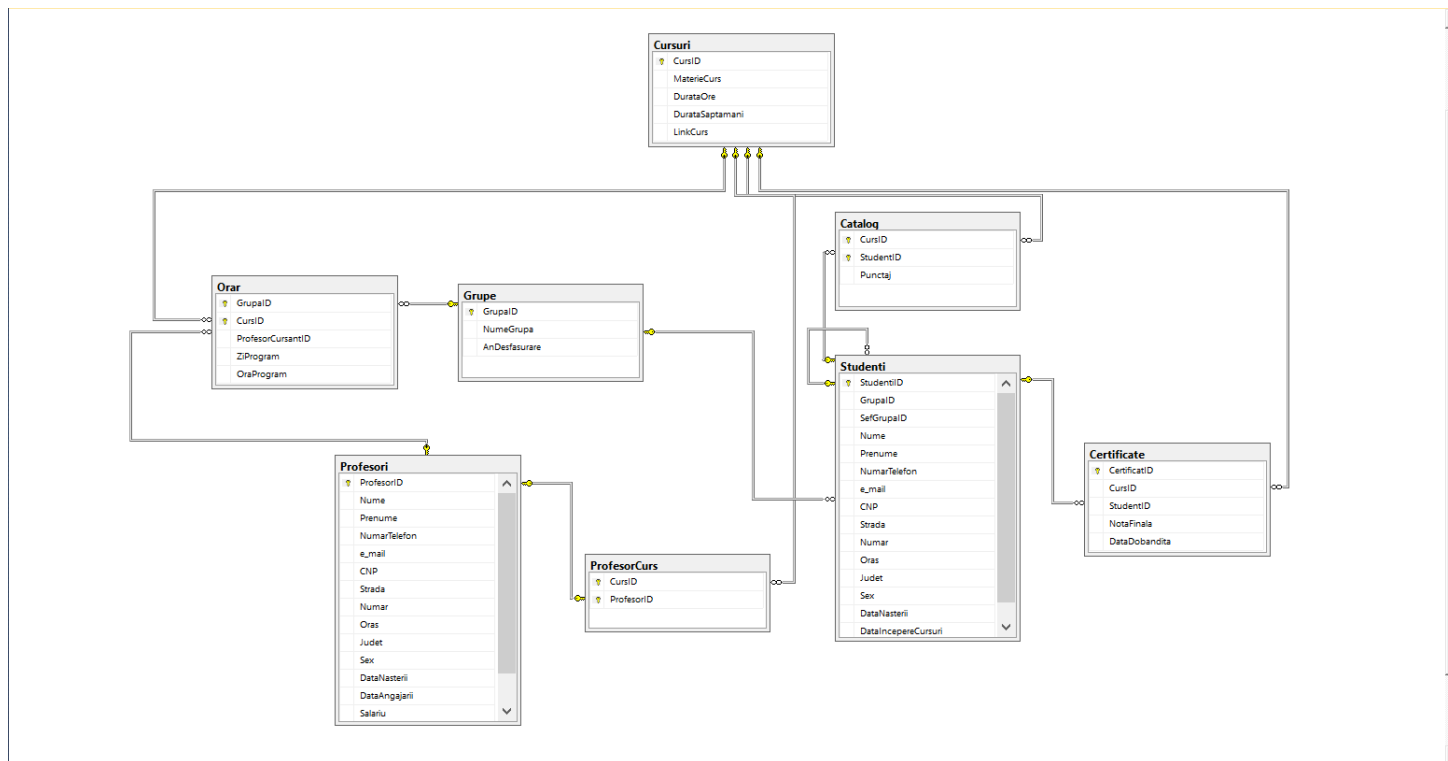 Cursuri
CursID
MaterieCurs
DurataOre
DurataSaptamani
LinkCurs
Catalog
CursID
StudentID
Punctaj
Orar
GrupaID
CursID
ProfesorCursantID
ZiProgram
OraProgram
Grupe
GrupaID
NumeGrupa
AnDesfasurare
Studenti
StudentiID
GrupaID
SefGrupaID
Nume
Prenume
NumarTelefon
e_mail
CNP
Strada
Numar
Oras
Judet
Sex
DataNasterii
DataIncepereCursuri
Certificate
CertificatID
CursID
StudentID
NotaFinala
DataDobandita
Profesori
ProfesorID
Nume
Prenume
NumarTelefon
e_mail
CNP
Strada
Numar
Oras
Judet
Sex
DataNasterii
DataAngajarii
Salariu
ProfesorCurs
CursID
ProfesorID